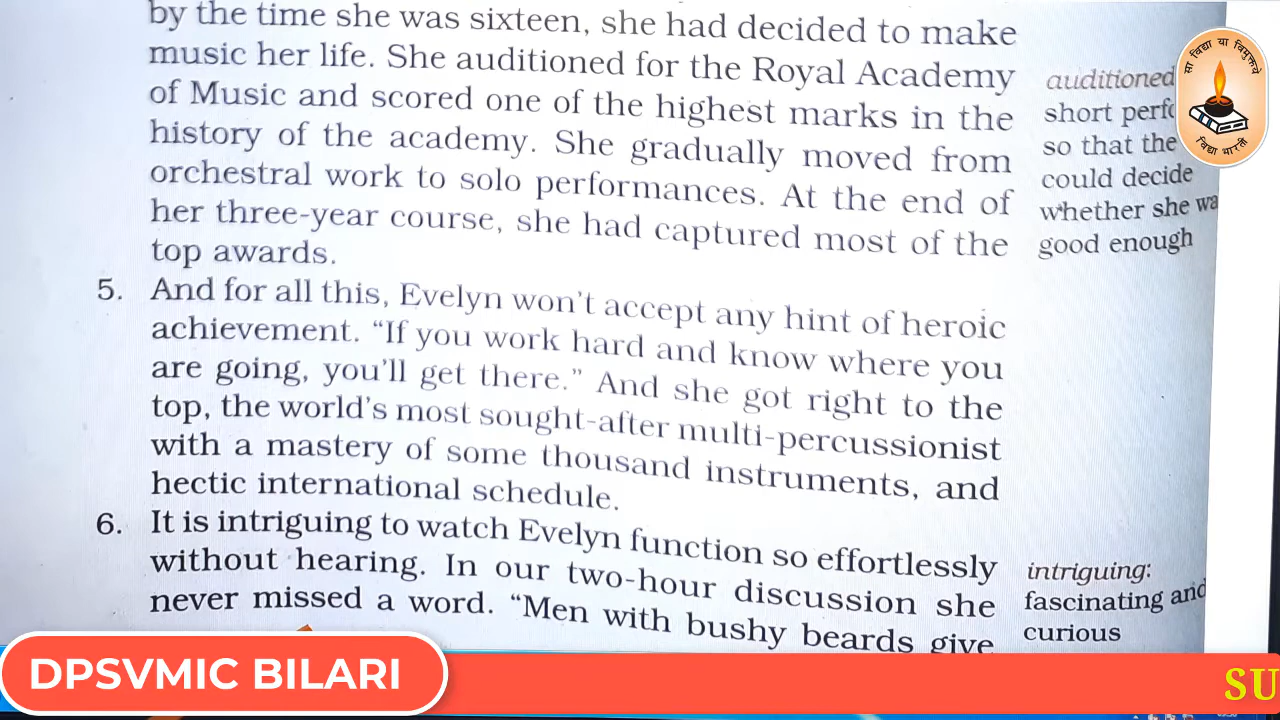 by the time she was sixteen, she had decided to make
music her life. She auditioned for the Royal Academy
of Music and scored one of the highest marks in the
history of the academy. She gradually moved from
orchestral work to solo performances. At the end of
her three-year course, she had captured most of the
top awards.
5. And for all this, Evelyn won't accept any hint of heroic
achievement. “If you work hard and know where you
are going, you'll get there.” And she got right to the
top, the world's most sought-after multi-percussionist
with a mastery of some thousand instruments, and
hectic international schedule.
6. It is intriguing to watch Evelyn function so effortlessly
without hearing. In our two-hour discussion she
never missed a word. “Men with bushy beards give
auditioned
short
so that the
could decide
whether she
good enough
intriguing:
fascinating and
curious
सा विद्या या विमुक्तये
विद्या भारती
DPSVMIC BILARI
SU